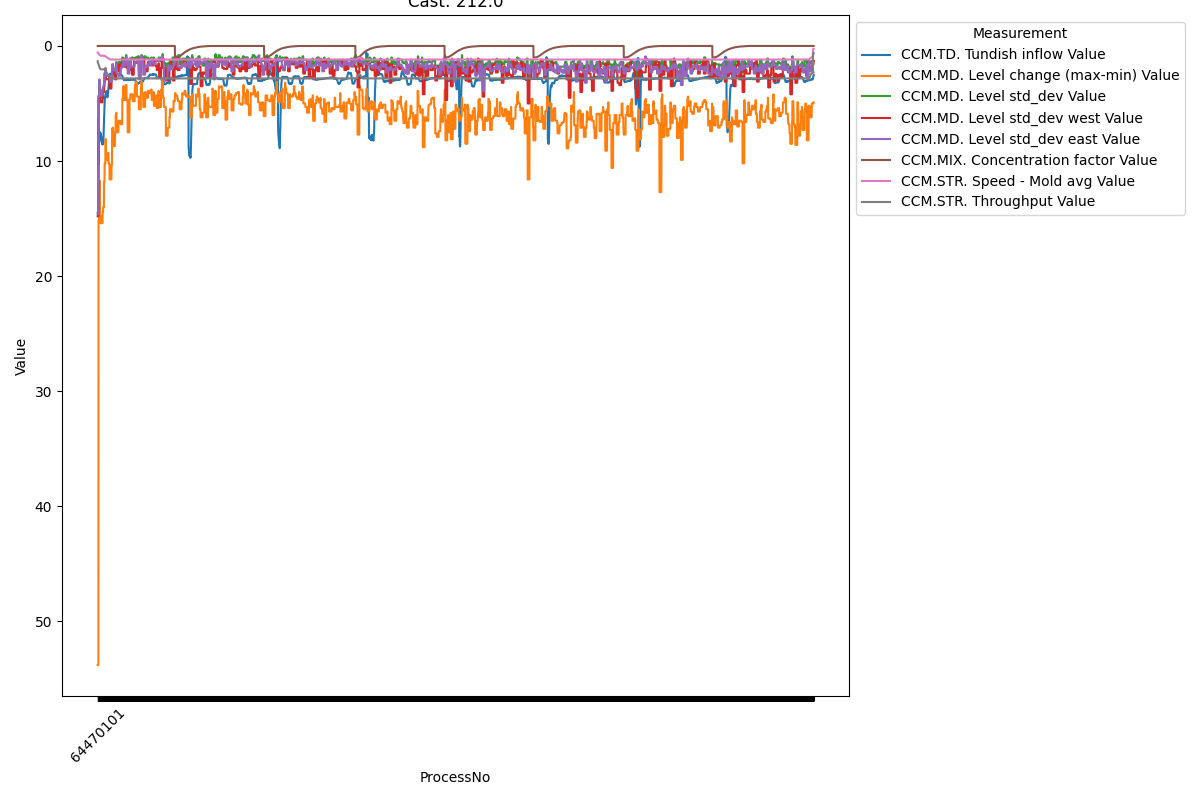 Cast: 212.0
Measurement
CCM.TD. Tundish inflow Value
CCM.MD. Level change (max-min) Value
CCM.MD. Level std_dev Value
CCM.MD. Level std_dev west Value
CCM.MD. Level std_dev east Value
CCM.MIX. Concentration factor Value
CCM.STR. Speed - Mold avg Value
CCM.STR. Throughput Value
0
10
20
30
40
50
Value
64470101
ProcessNo